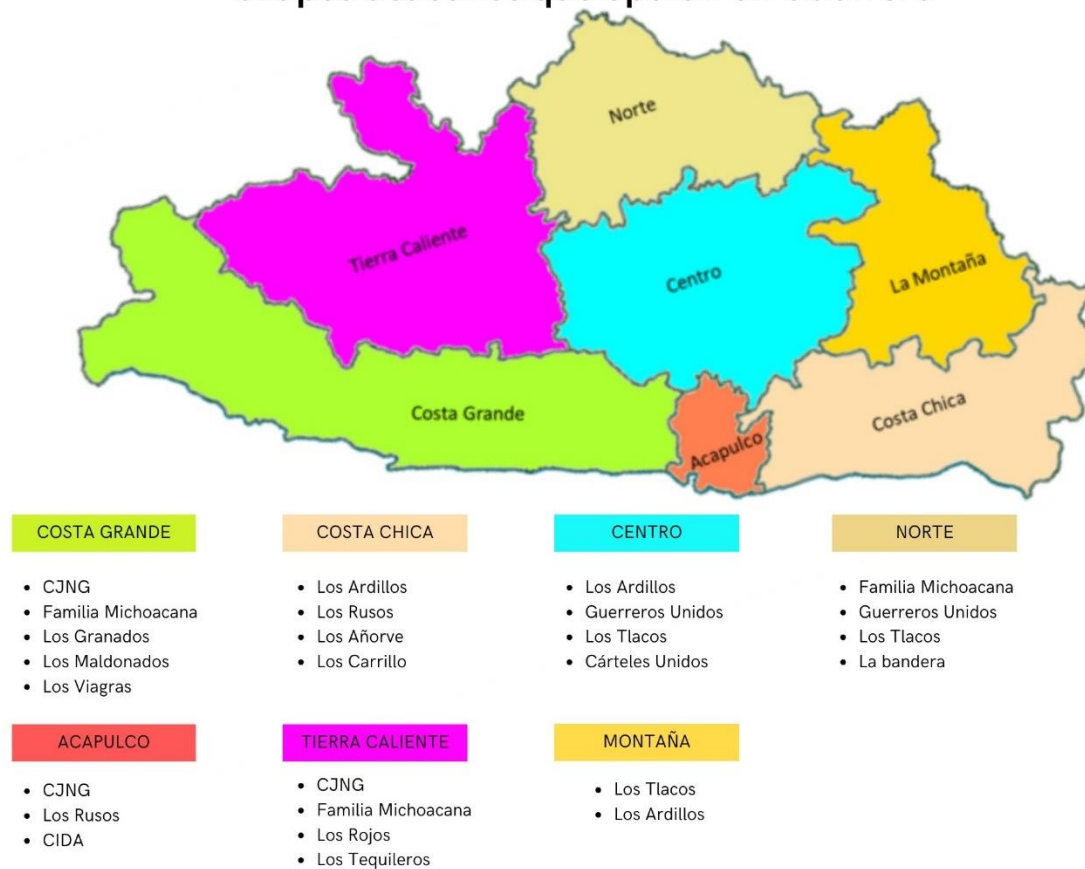 Norte
Tierra Caliente
Centro
La Montaña
Costa Grande
Acapulco
Costa Chica
COSTA GRANDE
• CJNG
• Familia Michoacana
• Los Granados
• Los Maldonados
• Los Viagras
COSTA CHICA
• Los Ardillos
• Los Rusos
• Los Añorve
• Los Carrillo
CENTRO
• Los Ardillos
• Guerreros Unidos
• Los Tlacos
• Cárteles Unidos
NORTE
• Familia Michoacana
• Guerreros Unidos
• Los Tlacos
• La bandera
ACAPULCO
• CJNG
• Los Rusos
• CIDA
TIERRA CALIENTE
• CJNG
• Familia Michoacana
• Los Rojos
• Los Tequileros
MONTAÑA
• Los Tlacos
• Los Ardillos